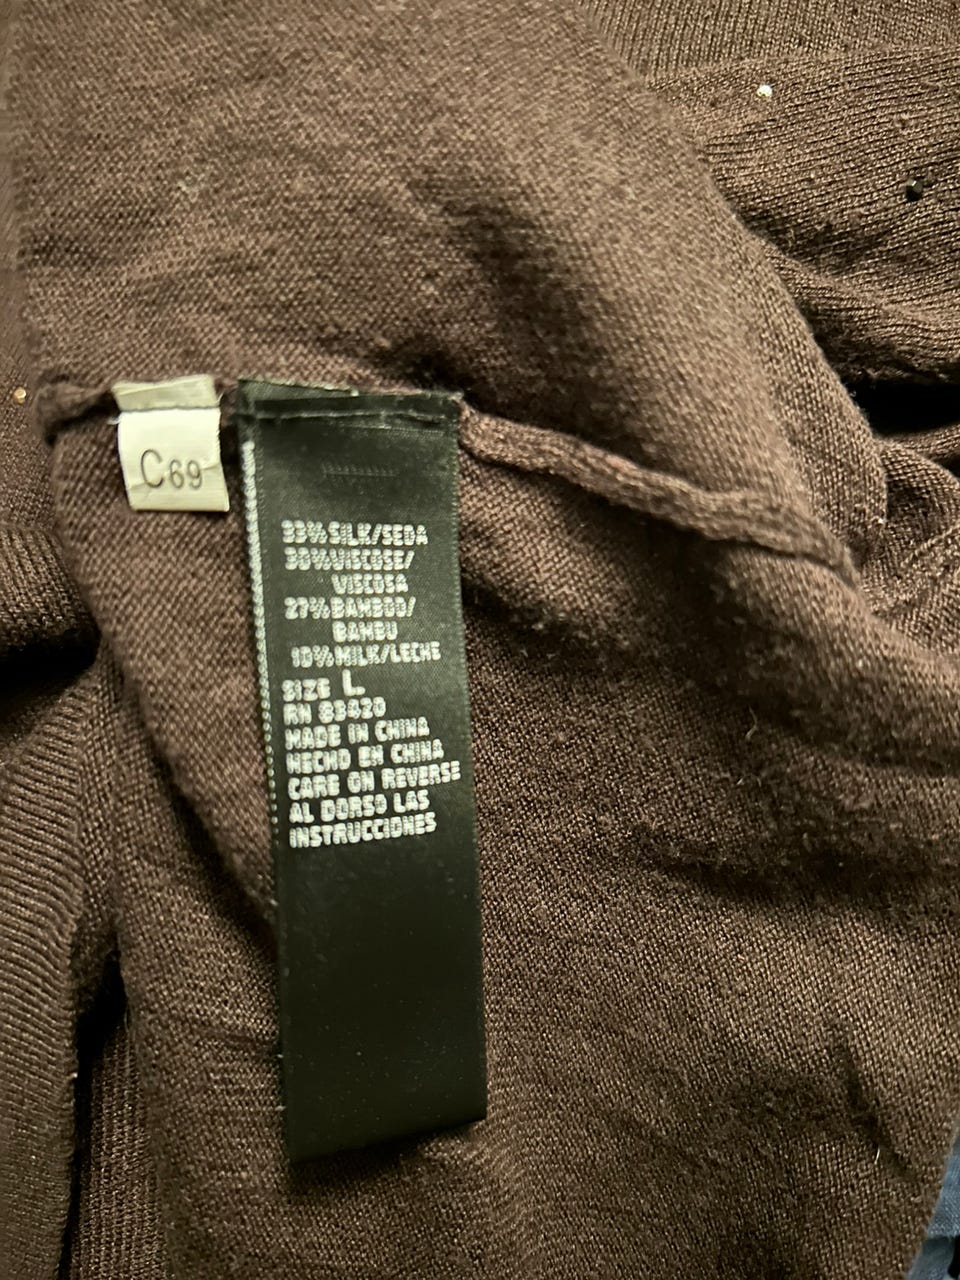 C69
33% SILK/SEDA
30% VISCOSE/
VISCOSA
27% BAMBOO/
BAMBU
10% MILK/LECHE
SIZE L
RN 83420
MADE IN CHINA
HECHO EN CHINA
CARE ON REVERSE
AL DORSO LAS
INSTRUCCIONES